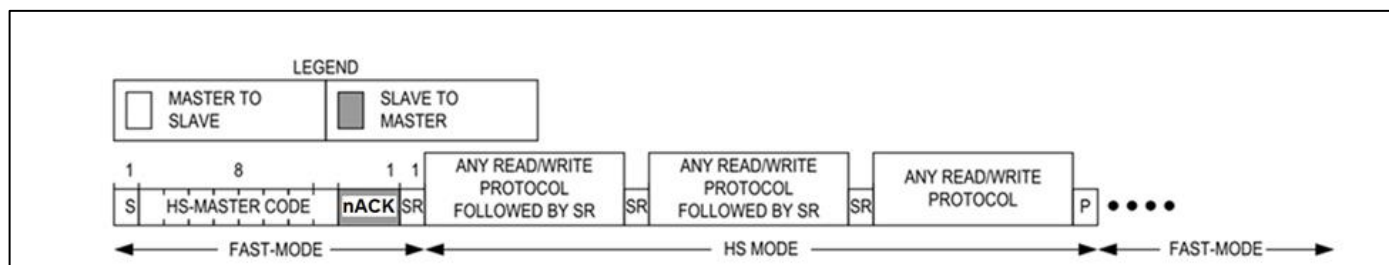 LEGEND
MASTER TO
SLAVE
SLAVE TO
MASTER
1 8 1 1
S HS-MASTER CODE nACK SR
ANY READ/WRITE
PROTOCOL
FOLLOWED BY SR
SR
ANY READ/WRITE
PROTOCOL
FOLLOWED BY SR
SR
ANY READ/WRITE
PROTOCOL
P
FAST-MODE HS MODE FAST-MODE